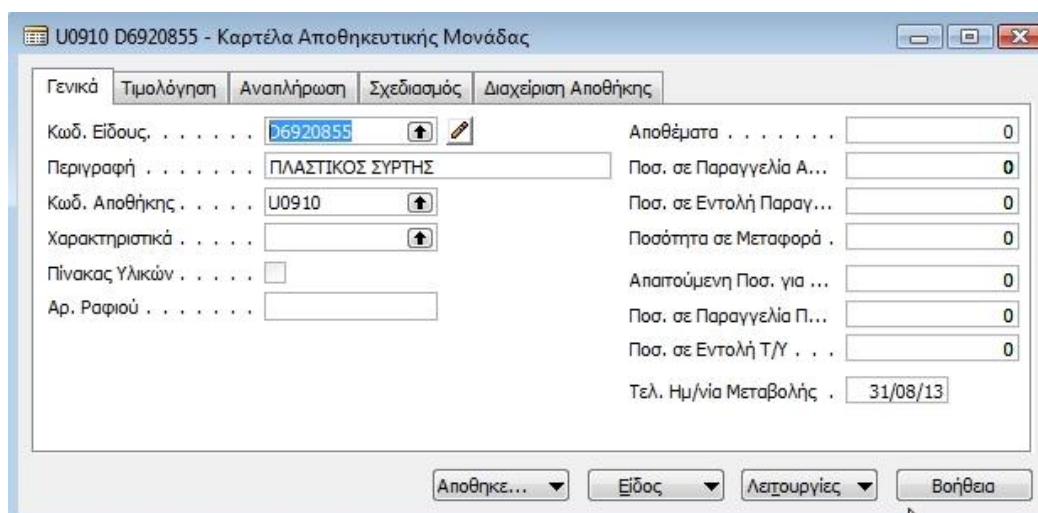 U0910 D6920855 - Καρτέλα Αποθηκευτικής Μονάδας
Γενικά Τιμολόγηση Αναπλήρωση Σχεδιασμός Διαχείριση Αποθήκης
Κωδ. Είδους. . . . . . . D6920855 Αποθέματα . . . . . . . 0
Περιγραφή . . . . . . . ΠΛΑΣΤΙΚΟΣ ΣΥΡΤΗΣ Ποσ. σε Παραγγελία Α... 0
Κωδ. Αποθήκης . . . . . U0910 Ποσ. σε Εντολή Παραγ... 0
Χαρακτηριστικά . . . . . Ποσότητα σε Μεταφορά . 0
Πίνακας Υλικών . . . . . Απαιτούμενη Ποσ. για ... 0
Αρ. Ραφιού . . . . . . . Ποσ. σε Παραγγελία Π... 0
Ποσ. σε Εντολή Τ/Υ . . . 0
Τελ. Ημ/νία Μεταβολής . 31/08/13
Αποθηκε... Είδος Λειτουργίες Βοήθεια